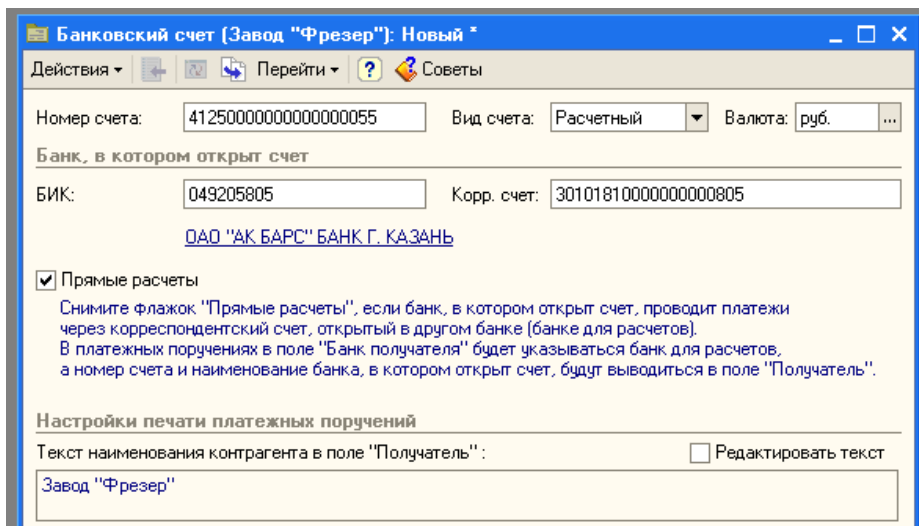 Банковский счет (Завод "Фрезер"): Новый *
Действия Перейти ? Советы
Номер счета: 41250000000000000055 Вид счета: Расчетный Валюта: руб. ...
Банк, в котором открыт счет
БИК: 049205805 Корр. счет: 30101810000000000805
ОАО "АК БАРС" БАНК Г. КАЗАНЬ
Прямые расчеты
Снимите флажок "Прямые расчеты", если банк, в котором открыт счет, проводит платежи
через корреспондентский счет, открытый в другом банке (банке для расчетов).
В платежных поручениях в поле "Банк получателя" будет указываться банк для расчетов,
а номер счета и наименование банка, в котором открыт счет, будут выводиться в поле "Получатель".
Настройки печати платежных поручений
Текст наименования контрагента в поле "Получатель" : Редактировать текст
Завод "Фрезер"